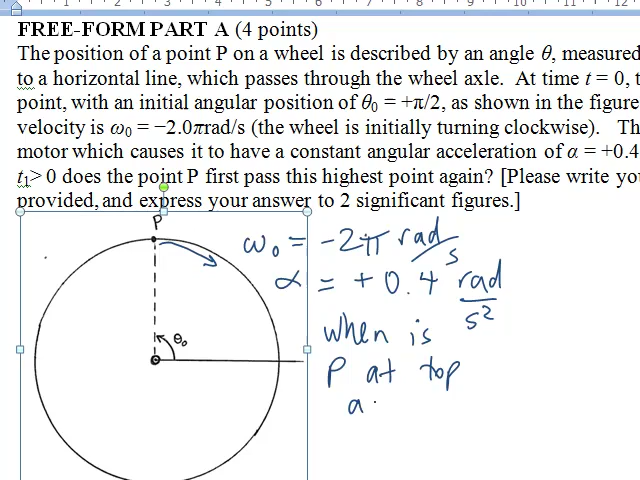 FREE-FORM PART A (4 points)
The position of a point P on a wheel is described by an angle θ, measured
to a horizontal line, which passes through the wheel axle. At time t = 0, t
point, with an initial angular position of θ0 = +π/2, as shown in the figure
velocity is ω0 = −2.0πrad/s (the wheel is initially turning clockwise). Th
motor which causes it to have a constant angular acceleration of α = +0.4
t1> 0 does the point P first pass this highest point again? [Please write yo
provided, and express your answer to 2 significant figures.]
P
ω0 = -2π rad/s
α = + 0.4 rad/s²
θ0
when is
P at top
a